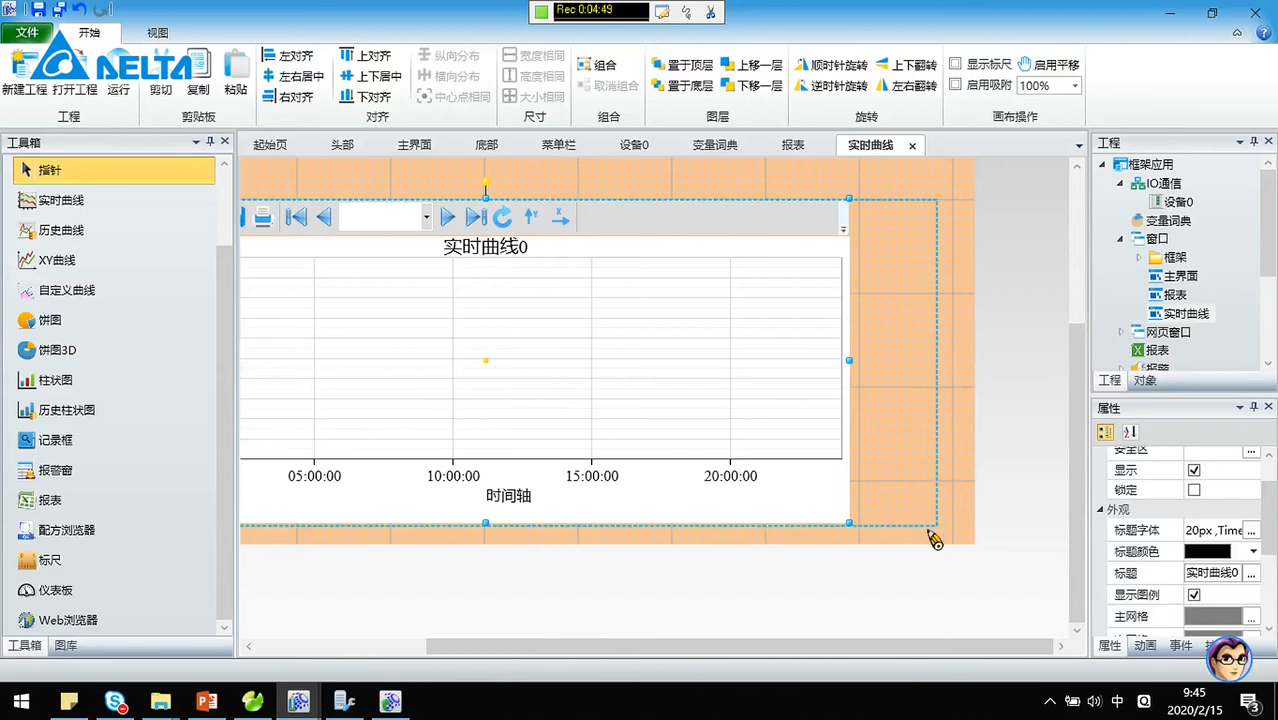 Rec 0:04:49
文件
开始
视图
DELTA
新建工程
打开工程
运行
剪切
复制
粘贴
左对齐
左右居中
右对齐
上对齐
上下居中
下对齐
纵向分布
横向分布
中心点相同
宽度相同
高度相同
大小相同
组合
取消组合
置于顶层
置于底层
上移一层
下移一层
顺时针旋转
逆时针旋转
上下翻转
左右翻转
显示标尺
启用平移
启用吸附
100%
工程
剪贴板
对齐
尺寸
组合
图层
旋转
画布操作
工具箱
起始页
头部
主界面
底部
菜单栏
设备0
变量词典
报表
实时曲线
指针
实时曲线
历史曲线
XY曲线
自定义曲线
饼图
饼图3D
柱状图
历史柱状图
记录框
报警窗
报表
配方浏览器
标尺
仪表板
Web浏览器
工具箱
图库
Y
X
实时曲线0
05:00:00
10:00:00
15:00:00
20:00:00
时间轴
工程
框架应用
IO通信
设备0
变量词典
窗口
框架
主界面
报表
实时曲线
网页窗口
报表
工程
对象
属性
安全区
显示
锁定
外观
标题字体
20px ,Time
标题颜色
标题
实时曲线0
显示图例
主网格
属性
动画
事件
中
9:45
2020/2/15
3